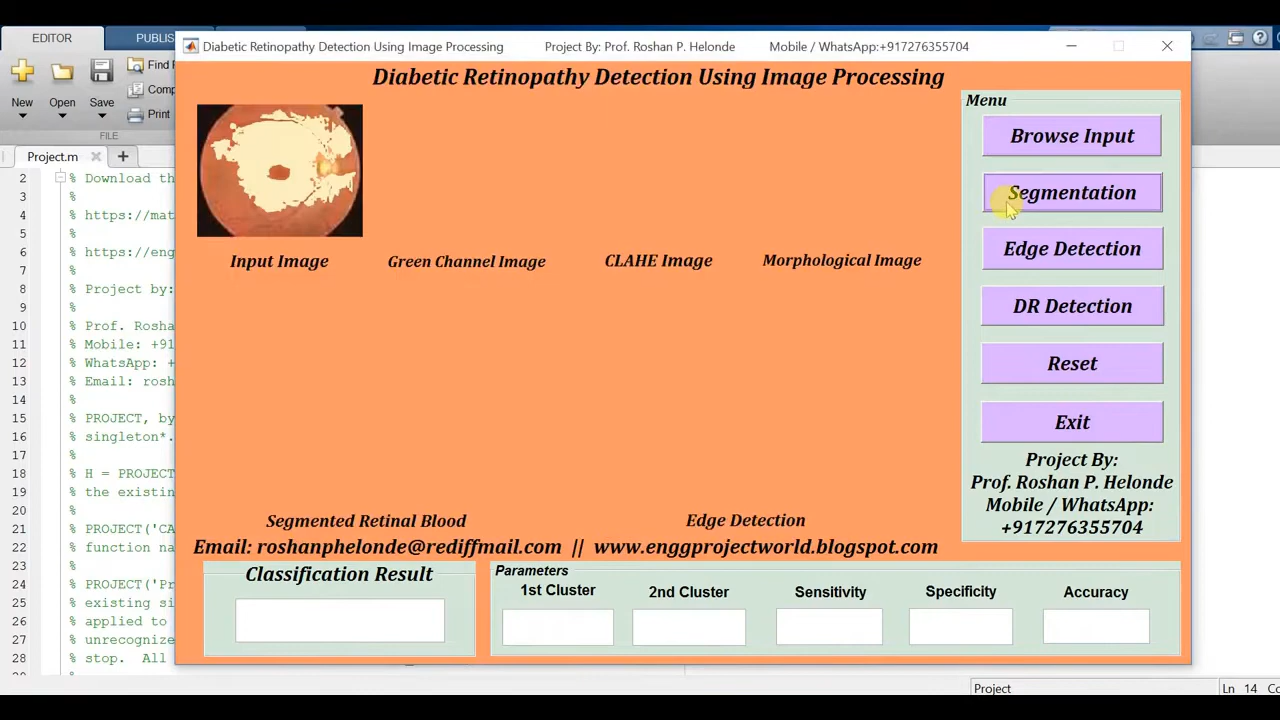 EDITOR
PUBLIS
New
Open
Save
Find F
Comp
Print
FILE
Project.m
Diabetic Retinopathy Detection Using Image Processing Project By: Prof. Roshan P. Helonde Mobile / WhatsApp:+917276355704
Diabetic Retinopathy Detection Using Image Processing
Input Image
Green Channel Image
CLAHE Image
Morphological Image
Menu
Browse Input
Segmentation
Edge Detection
DR Detection
Reset
Exit
Project By:
Prof. Roshan P. Helonde
Mobile / WhatsApp:
+917276355704
Segmented Retinal Blood
Edge Detection
Email: roshanphelonde@rediffmail.com || www.enggprojectworld.blogspot.com
Classification Result
Parameters
1st Cluster
2nd Cluster
Sensitivity
Specificity
Accuracy
2 % Download th
3 %
4 % https://mat
5 %
6 % https://eng
7 %
8 % Project by:
9 %
10 % Prof. Rosha
11 % Mobile: +91
12 % WhatsApp: +
13 % Email: rosh
14 %
15 % PROJECT, by
16 % singleton*.
17 %
18 % H = PROJECT
19 % the existin
20 %
21 % PROJECT('CA
22 % function na
23 %
24 % PROJECT('Pr
25 % existing si
26 % applied to
27 % unrecognize
28 % stop. All
Project
Ln 14 Co